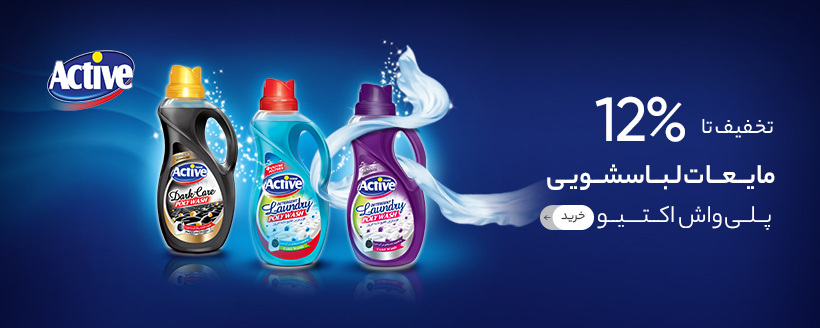 Active
تخفیف تا 12%
مایعات لباسشویی
پلی‌واش اکتیو
خرید
Active
Dark Care
POLY WASH
Active
Laundry
POLY WASH
Active
Laundry
POLY WASH